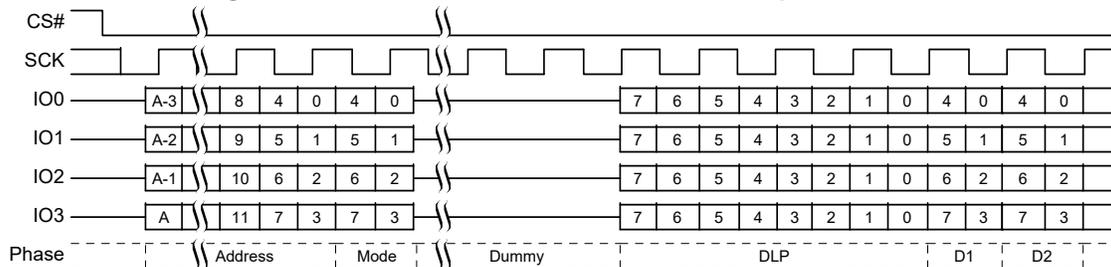 CS#
SCK
IO0 A-3 8 4 0 4 0 7 6 5 4 3 2 1 0 4 0 4 0
IO1 A-2 9 5 1 5 1 7 6 5 4 3 2 1 0 5 1 5 1
IO2 A-1 10 6 2 6 2 7 6 5 4 3 2 1 0 6 2 6 2
IO3 A 11 7 3 7 3 7 6 5 4 3 2 1 0 7 3 7 3
Phase Address Mode Dummy DLP D1 D2